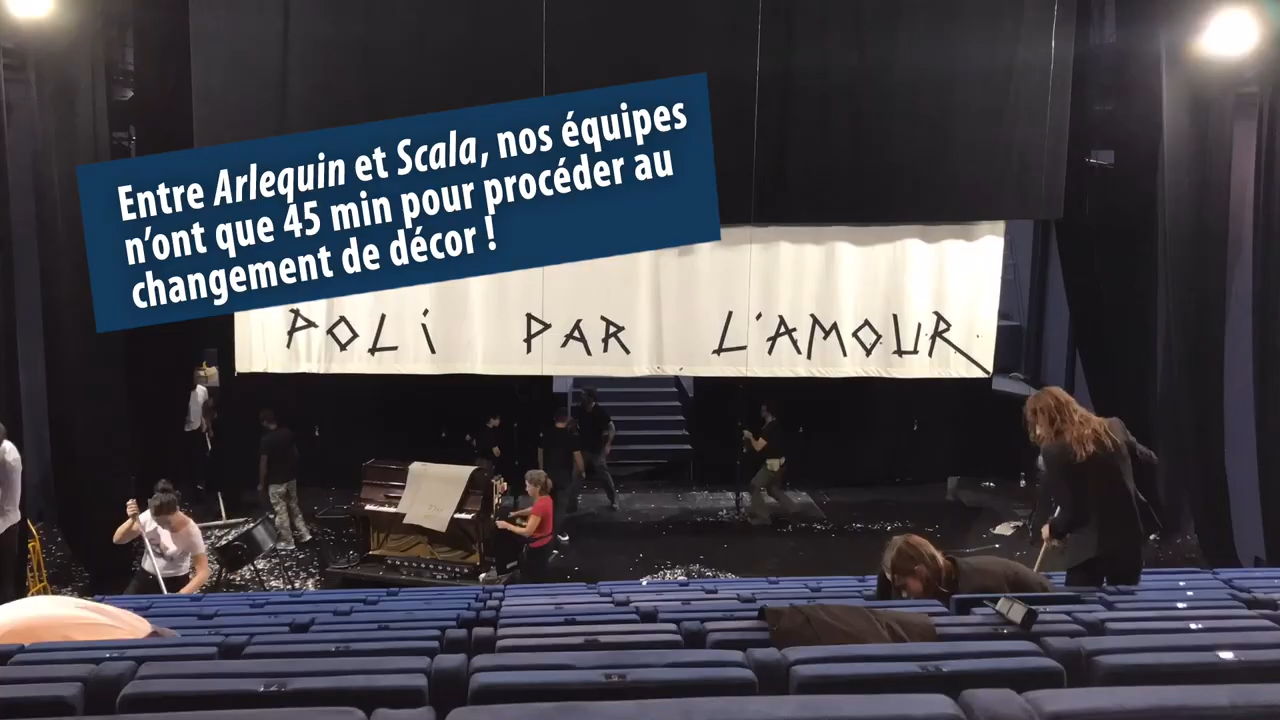 Entre Arlequin et Scala, nos équipes
n’ont que 45 min pour procéder au
changement de décor !
POLi PAR L'AMOUR